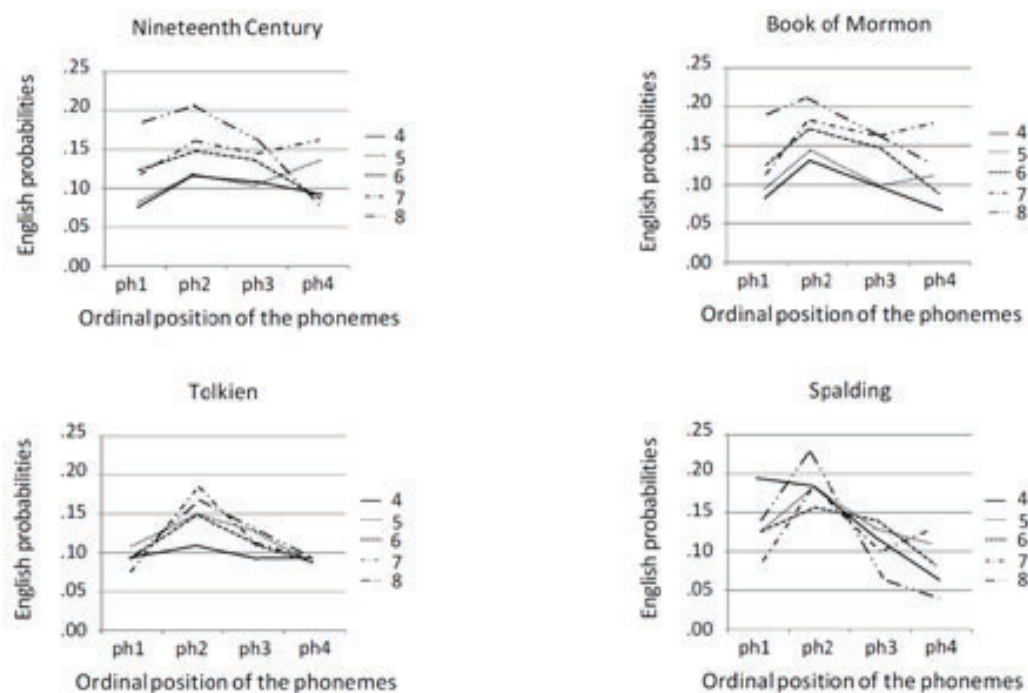 Nineteenth Century
English probabilities
.25
.20
.15
.10
.05
.00
ph1 ph2 ph3 ph4
Ordinal position of the phonemes
4
5
6
7
8
Book of Mormon
English probabilities
.25
.20
.15
.10
.05
.00
ph1 ph2 ph3 ph4
Ordinal position of the phonemes
4
5
6
7
8
Tolkien
English probabilities
.25
.20
.15
.10
.05
.00
ph1 ph2 ph3 ph4
Ordinal position of the phonemes
4
5
6
7
8
Spalding
English probabilities
.25
.20
.15
.10
.05
.00
ph1 ph2 ph3 ph4
Ordinal position of the phonemes
4
5
6
7
8